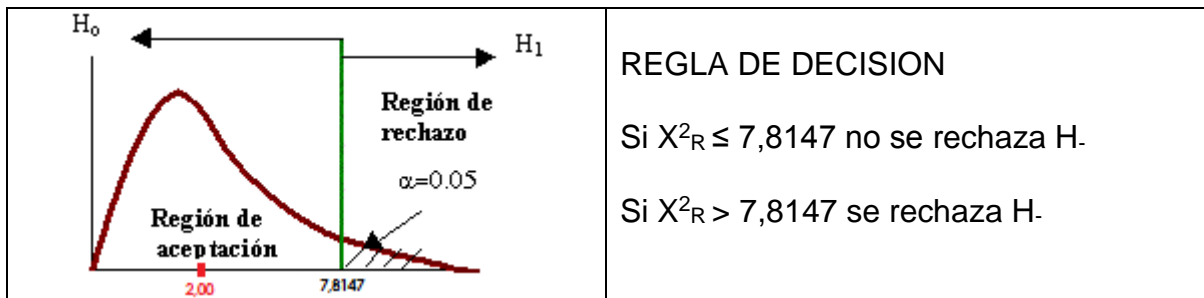 Hₒ
H₁
Región de
rechazo
α=0.05
Región de
aceptación
2,00
7,8147
REGLA DE DECISION
Si X²R ≤ 7,8147 no se rechaza H-
Si X²R > 7,8147 se rechaza H-